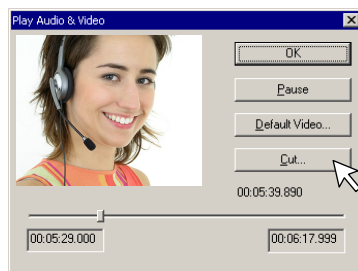 Play Audio & Video
OK
Pause
Default Video...
Cut...
00:05:39.890
00:05:29.000
00:06:17.999